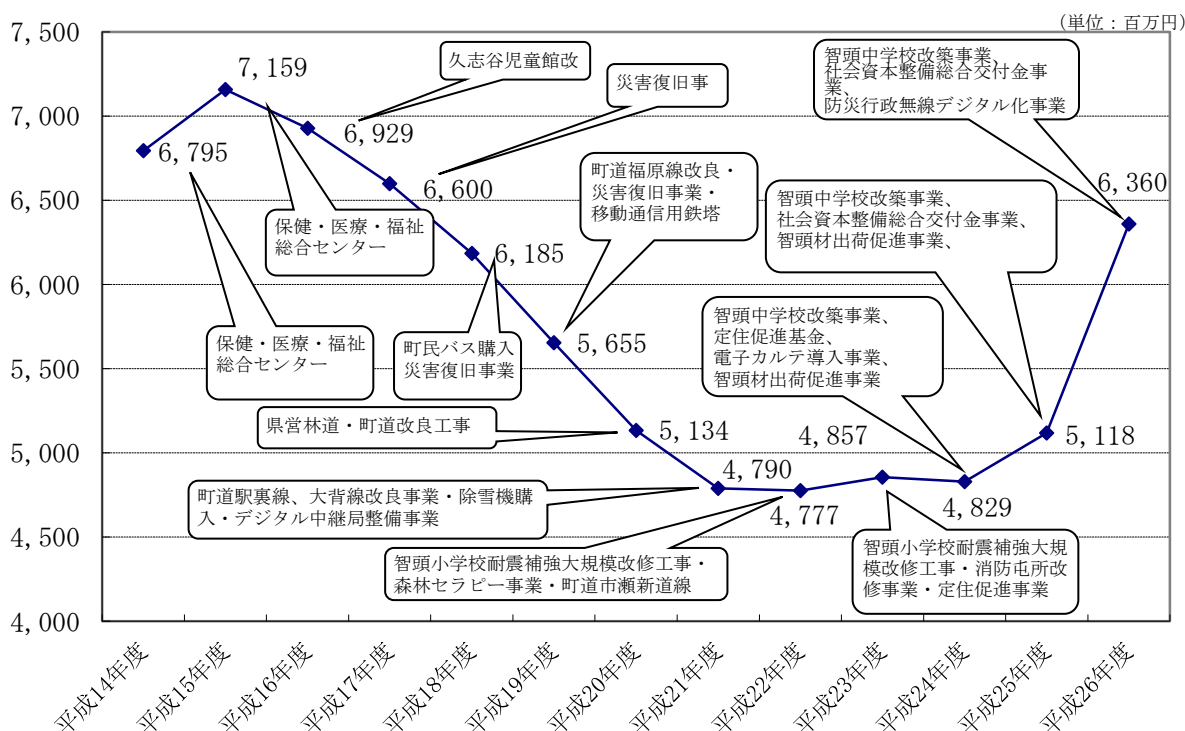 (単位：百万円)
7,500
7,000
6,500
6,000
5,500
5,000
4,500
4,000
6,795
7,159
6,929
6,600
6,185
5,655
5,134
4,790
4,777
4,857
4,829
5,118
6,360
保健・医療・福祉
総合センター
保健・医療・福祉
総合センター
久志谷児童館改
災害復旧事
町民バス購入
災害復旧事業
町道福原線改良・
災害復旧事業・
移動通信用鉄塔
県営林道・町道改良工事
町道駅裏線、大背線改良事業・除雪機購
入・デジタル中継局整備事業
智頭小学校耐震補強大規模改修工事・
森林セラピー事業・町道市瀬新道線
智頭小学校耐震補強大規
模改修工事・消防屯所改
修事業・定住促進事業
智頭中学校改築事業、
定住促進基金、
電子カルテ導入事業、
智頭材出荷促進事業
智頭中学校改築事業、
社会資本整備総合交付金事業、
智頭材出荷促進事業、
智頭中学校改築事業、
社会資本整備総合交付金事
業、
防災行政無線デジタル化事業
平成14年度
平成15年度
平成16年度
平成17年度
平成18年度
平成19年度
平成20年度
平成21年度
平成22年度
平成23年度
平成24年度
平成25年度
平成26年度